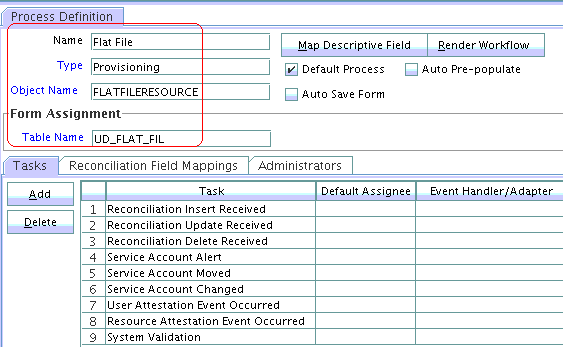 Process Definition
Name Flat File
Map Descriptive Field Render Workflow
Type Provisioning
Default Process Auto Pre-populate
Object Name FLATFILERESOURCE
Auto Save Form
Form Assignment
Table Name UD_FLAT_FIL
Tasks Reconciliation Field Mappings Administrators
Add
Delete
Task Default Assignee Event Handler/Adapter
1 Reconciliation Insert Received
2 Reconciliation Update Received
3 Reconciliation Delete Received
4 Service Account Alert
5 Service Account Moved
6 Service Account Changed
7 User Attestation Event Occurred
8 Resource Attestation Event Occurred
9 System Validation